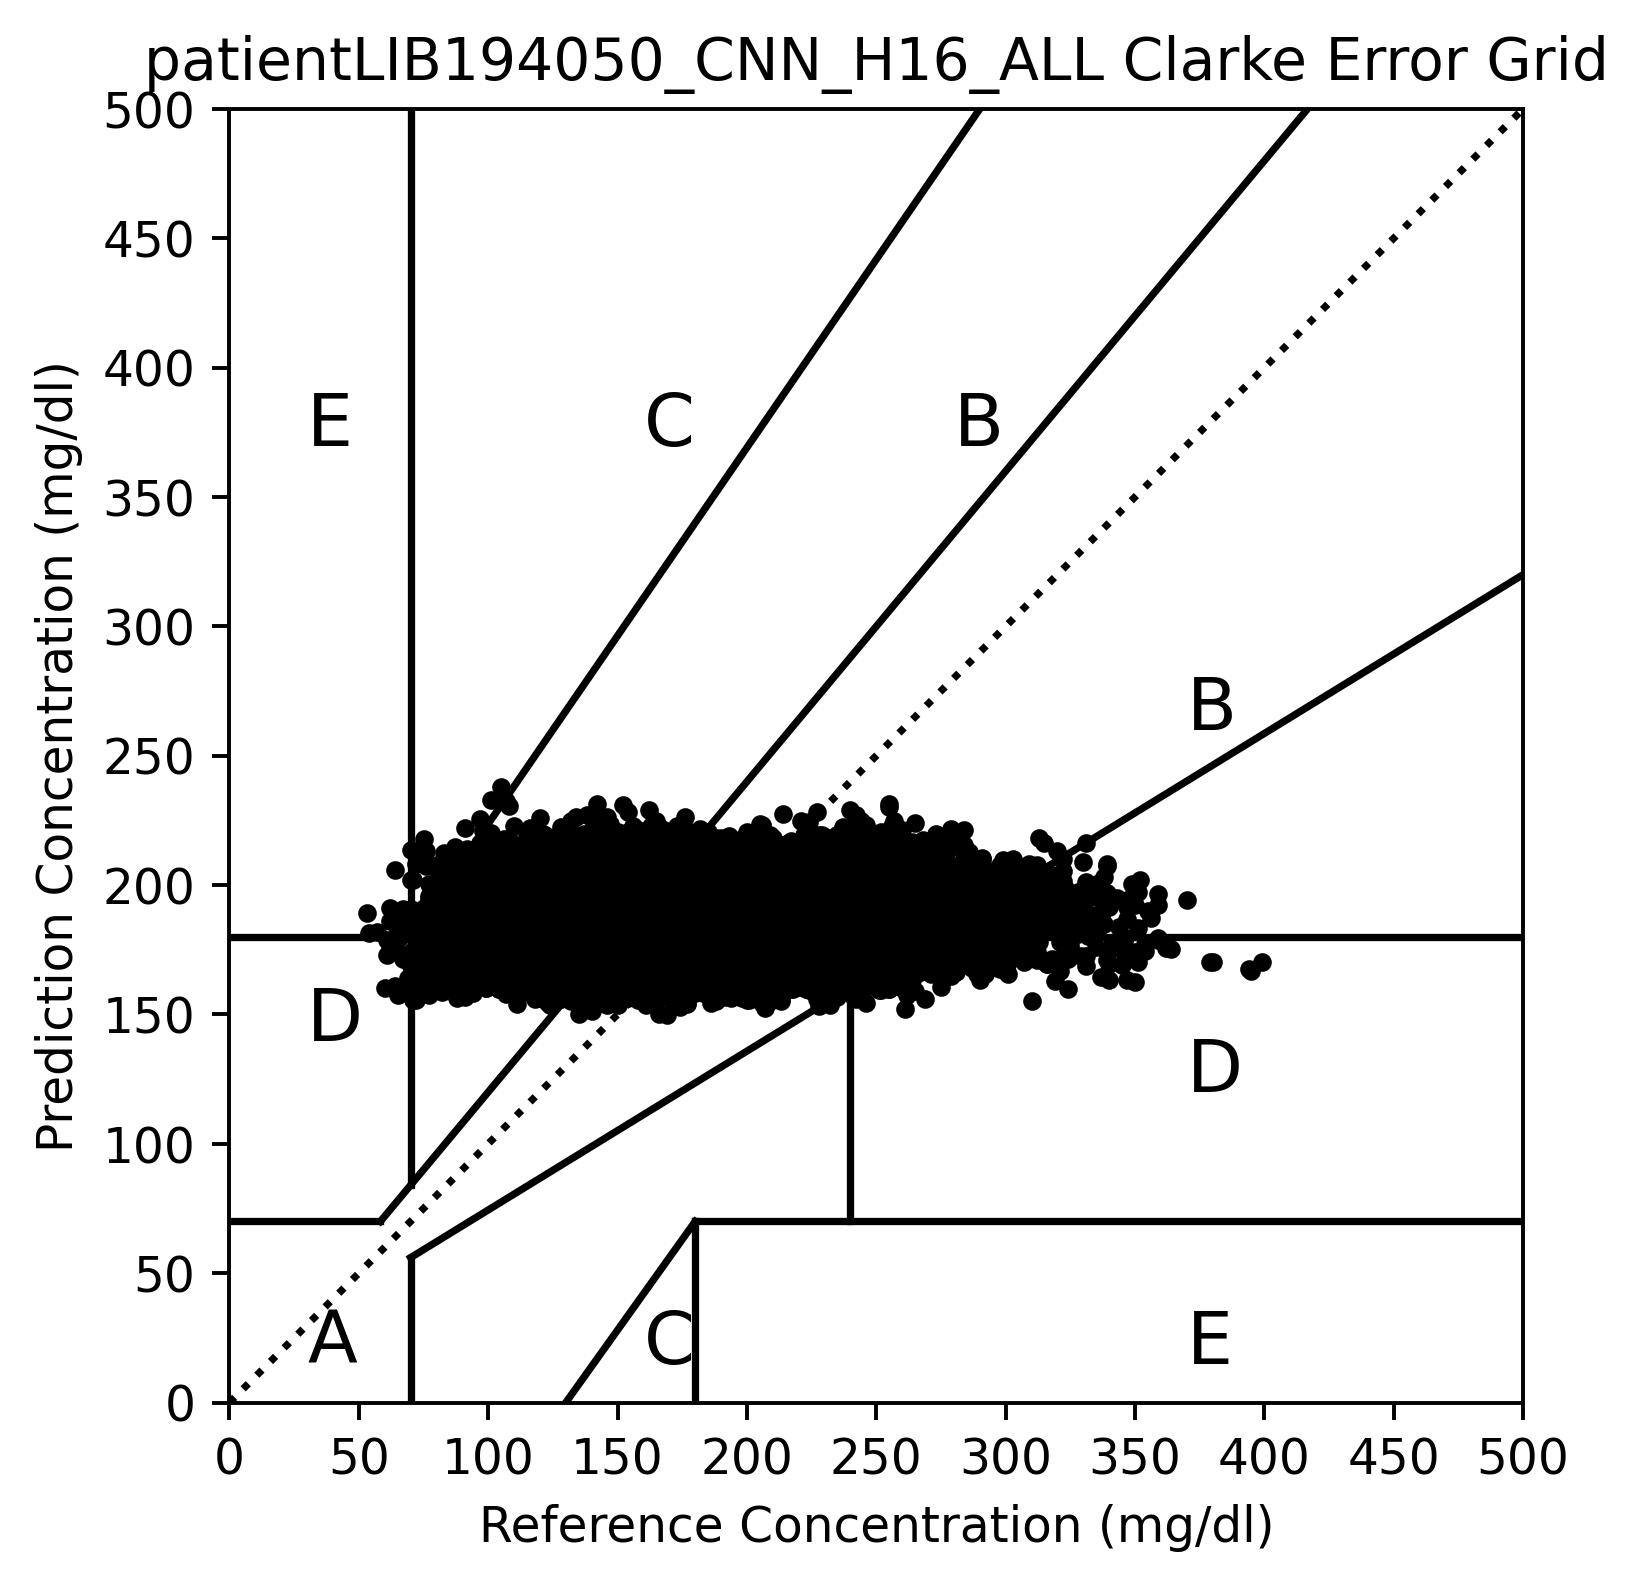 patientLIB194050_CNN_H16_ALL Clarke Error Grid
500
450
400
350
300
250
200
150
100
50
0
Prediction Concentration (mg/dl)
E C B
B
D
D
A C E
0 50 100 150 200 250 300 350 400 450 500
Reference Concentration (mg/dl)